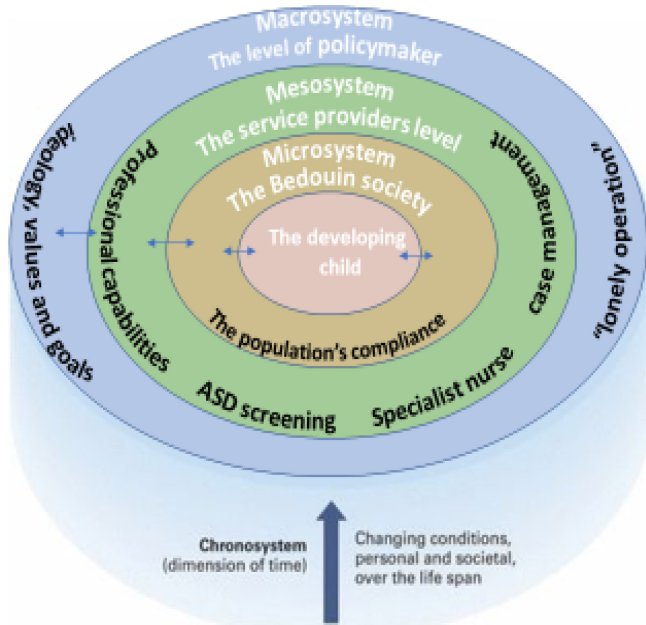 Macrosystem
The level of policymaker
Mesosystem
The service providers level
Microsystem
The Bedouin society
The developing
child
The population's compliance
Professional capabilities
ASD screening
Specialist nurse
case management
ideology, values and goals
"lonely operation"
Chronosystem
(dimension of time)
Changing conditions,
personal and societal,
over the life span